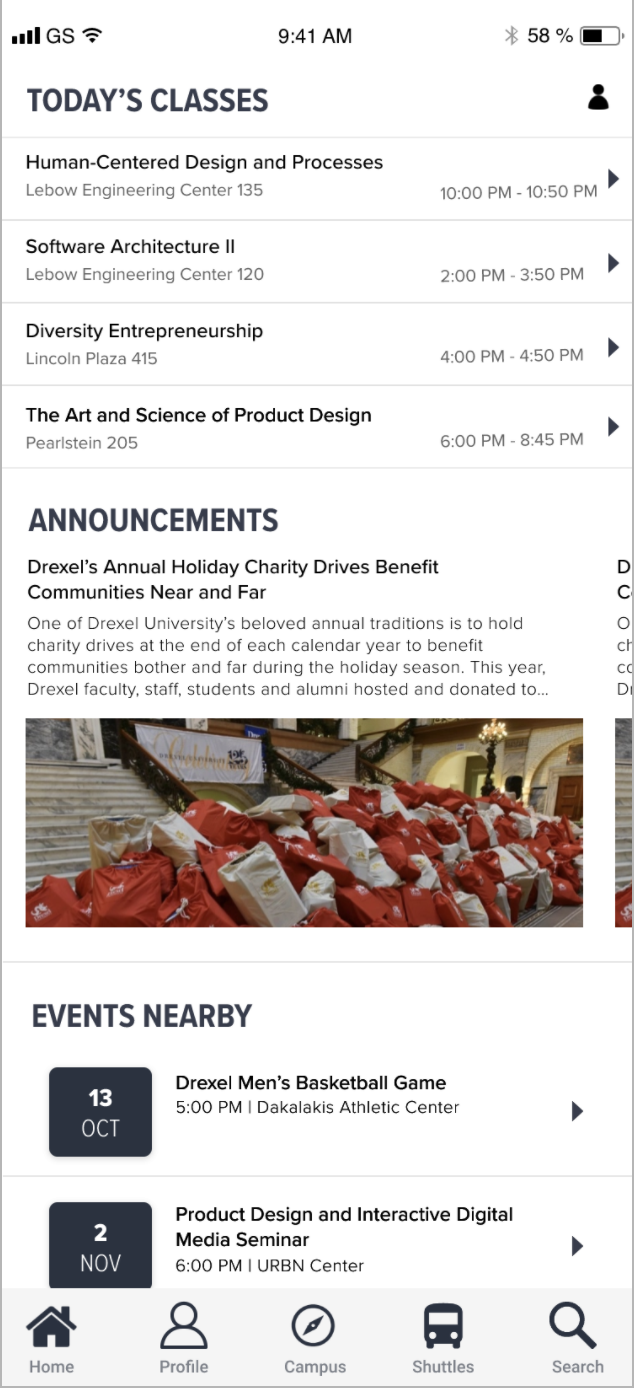 GS 9:41 AM 58 %
TODAY’S CLASSES
Human-Centered Design and Processes
Lebow Engineering Center 135 10:00 PM - 10:50 PM
Software Architecture II
Lebow Engineering Center 120 2:00 PM - 3:50 PM
Diversity Entrepreneurship
Lincoln Plaza 415 4:00 PM - 4:50 PM
The Art and Science of Product Design
Pearlstein 205 6:00 PM - 8:45 PM
ANNOUNCEMENTS
Drexel’s Annual Holiday Charity Drives Benefit
Communities Near and Far
One of Drexel University’s beloved annual traditions is to hold
charity drives at the end of each calendar year to benefit
communities bother and far during the holiday season. This year,
Drexel faculty, staff, students and alumni hosted and donated to...
EVENTS NEARBY
13
OCT
Drexel Men’s Basketball Game
5:00 PM | Dakalakis Athletic Center
2
NOV
Product Design and Interactive Digital
Media Seminar
6:00 PM | URBN Center
Home Profile Campus Shuttles Search